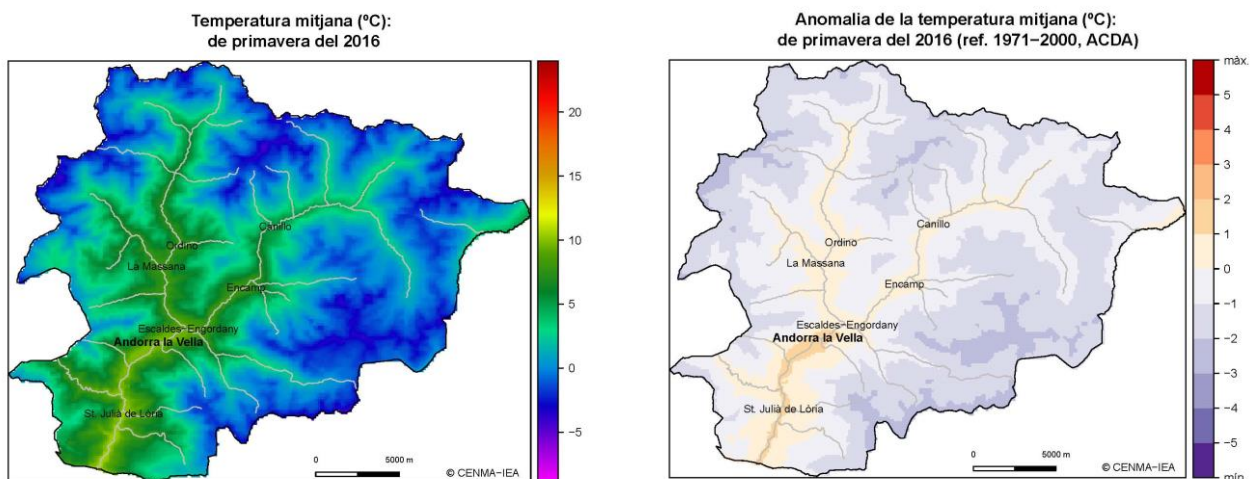 Temperatura mitjana (ºC):
de primavera del 2016
Ordino
La Massana
Canillo
Encamp
Escaldes−Engordany
Andorra la Vella
St. Julià de Lòria
0
5000 m
© CENMA−IEA
20
15
10
5
0
−5
Anomalia de la temperatura mitjana (ºC):
de primavera del 2016 (ref. 1971−2000, ACDA)
Canillo
Ordino
La Massana
Encamp
Escaldes−Engordany
Andorra la Vella
St. Julià de Lòria
0
5000 m
© CENMA−IEA
màx.
5
4
3
2
1
0
−1
−2
−3
−4
−5
mín